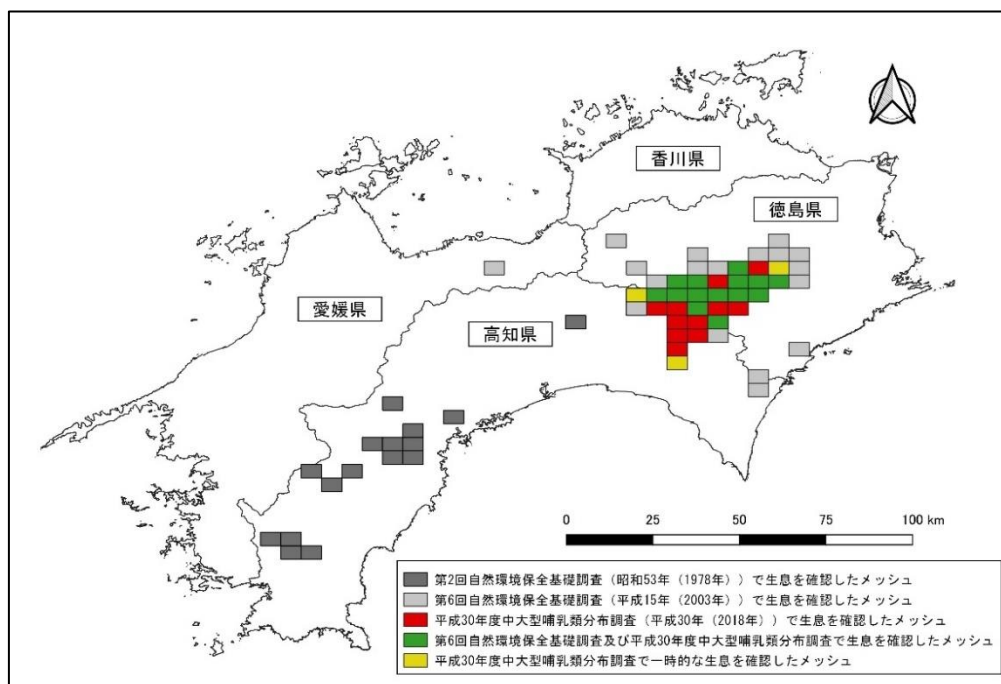 香川県
徳島県
愛媛県
高知県
0 25 50 75 100 km
第2回自然環境保全基礎調査（昭和53年（1978年））で生息を確認したメッシュ
第6回自然環境保全基礎調査（平成15年（2003年））で生息を確認したメッシュ
平成30年度中大型哺乳類分布調査（平成30年（2018年））で生息を確認したメッシュ
第6回自然環境保全基礎調査及び平成30年度中大型哺乳類分布調査で生息を確認したメッシュ
平成30年度中大型哺乳類分布調査で一時的な生息を確認したメッシュ